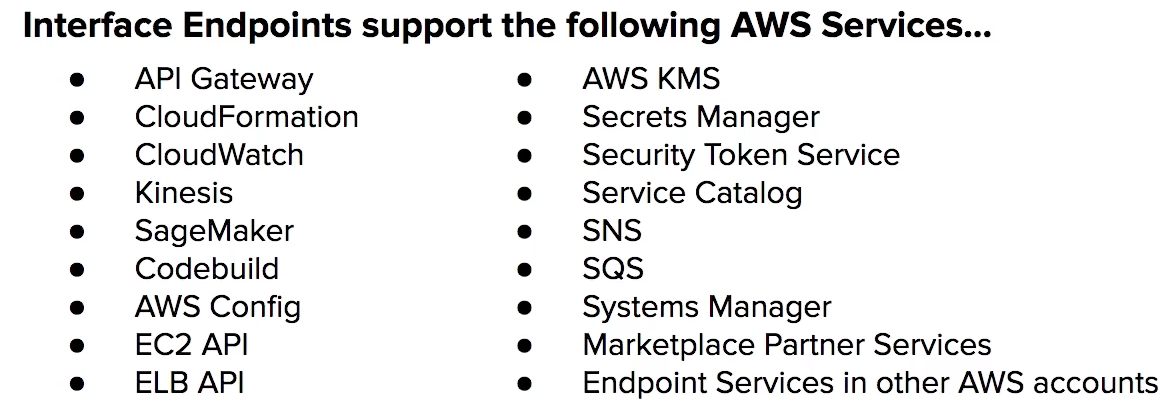 Interface Endpoints support the following AWS Services...
● API Gateway
● CloudFormation
● CloudWatch
● Kinesis
● SageMaker
● Codebuild
● AWS Config
● EC2 API
● ELB API
● AWS KMS
● Secrets Manager
● Security Token Service
● Service Catalog
● SNS
● SQS
● Systems Manager
● Marketplace Partner Services
● Endpoint Services in other AWS accounts